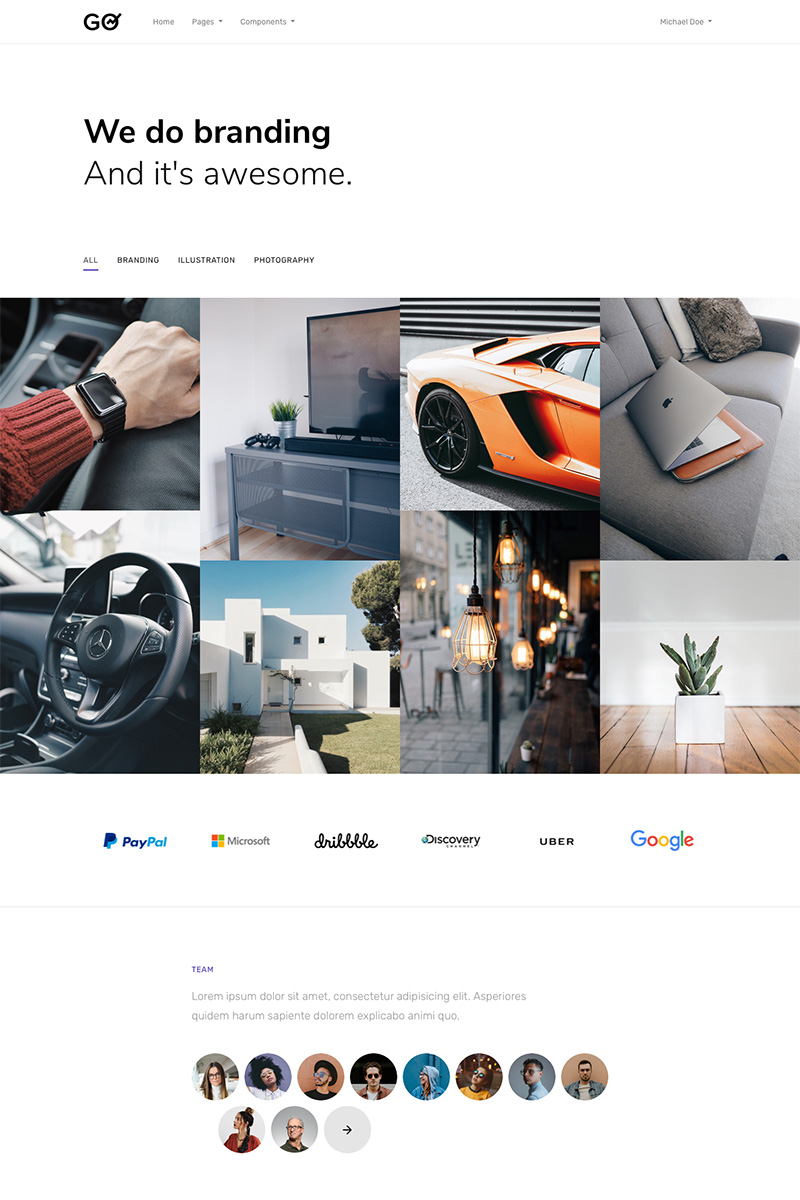 GO Home Pages Components Michael Doe
We do branding
And it's awesome.
ALL BRANDING ILLUSTRATION PHOTOGRAPHY
PayPal Microsoft dribbble Discovery CHANNEL UBER Google
TEAM
Lorem ipsum dolor sit amet, consectetur adipisicing elit. Asperiores
quidem harum sapiente dolorem explicabo animi quo.